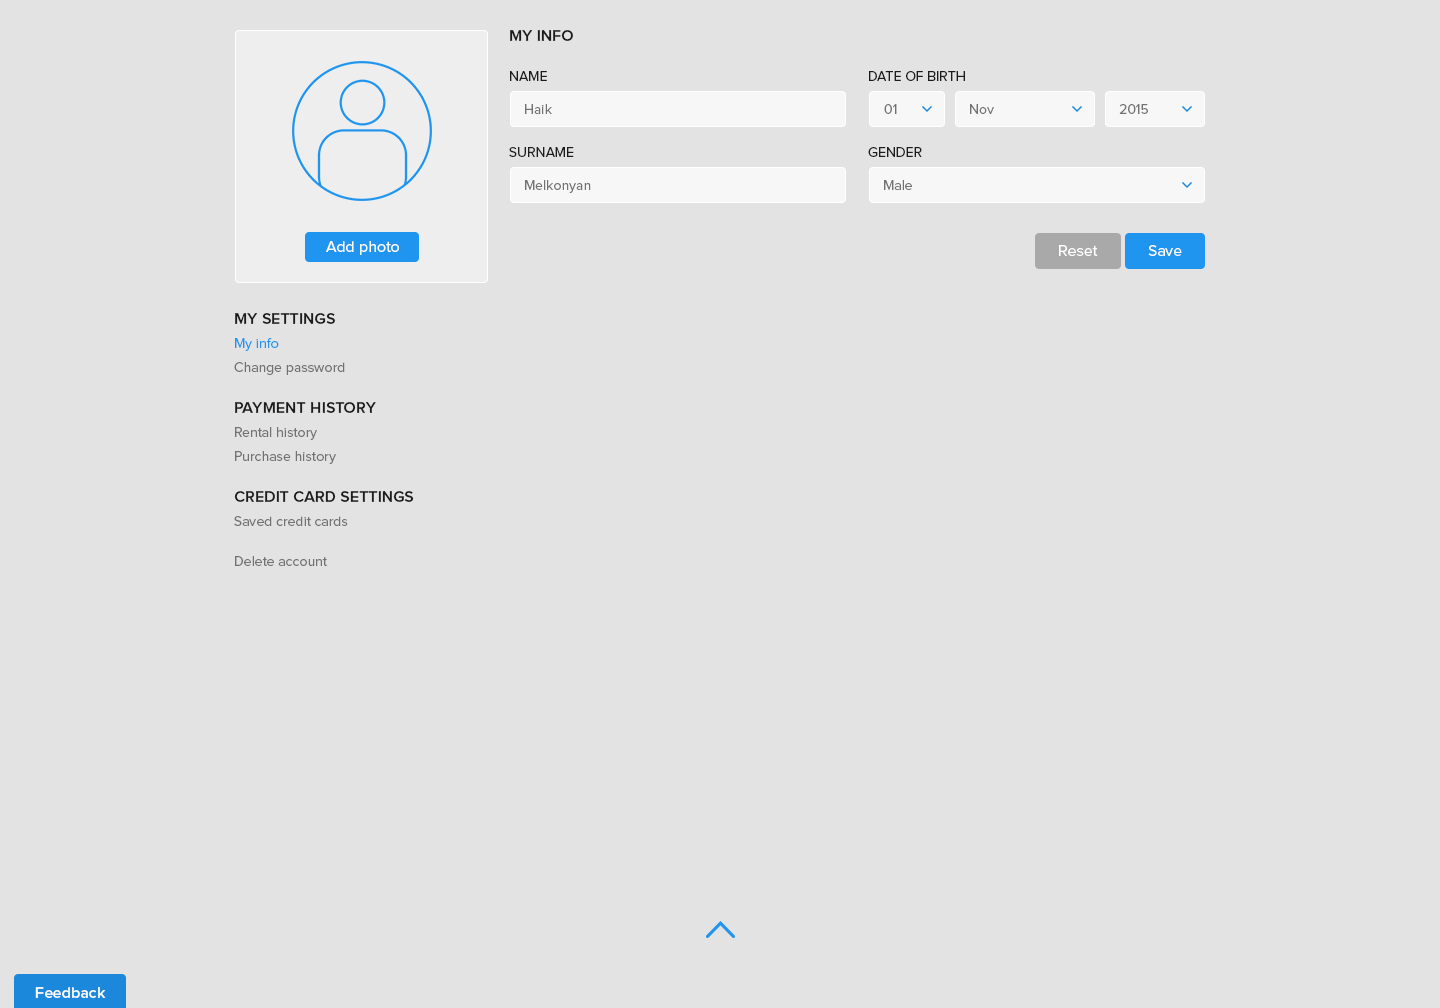 MY INFO
NAME
DATE OF BIRTH
Haik
01
Nov
2015
SURNAME
GENDER
Melkonyan
Male
Add photo
Reset
Save
MY SETTINGS
My info
Change password
PAYMENT HISTORY
Rental history
Purchase history
CREDIT CARD SETTINGS
Saved credit cards
Delete account
Feedback